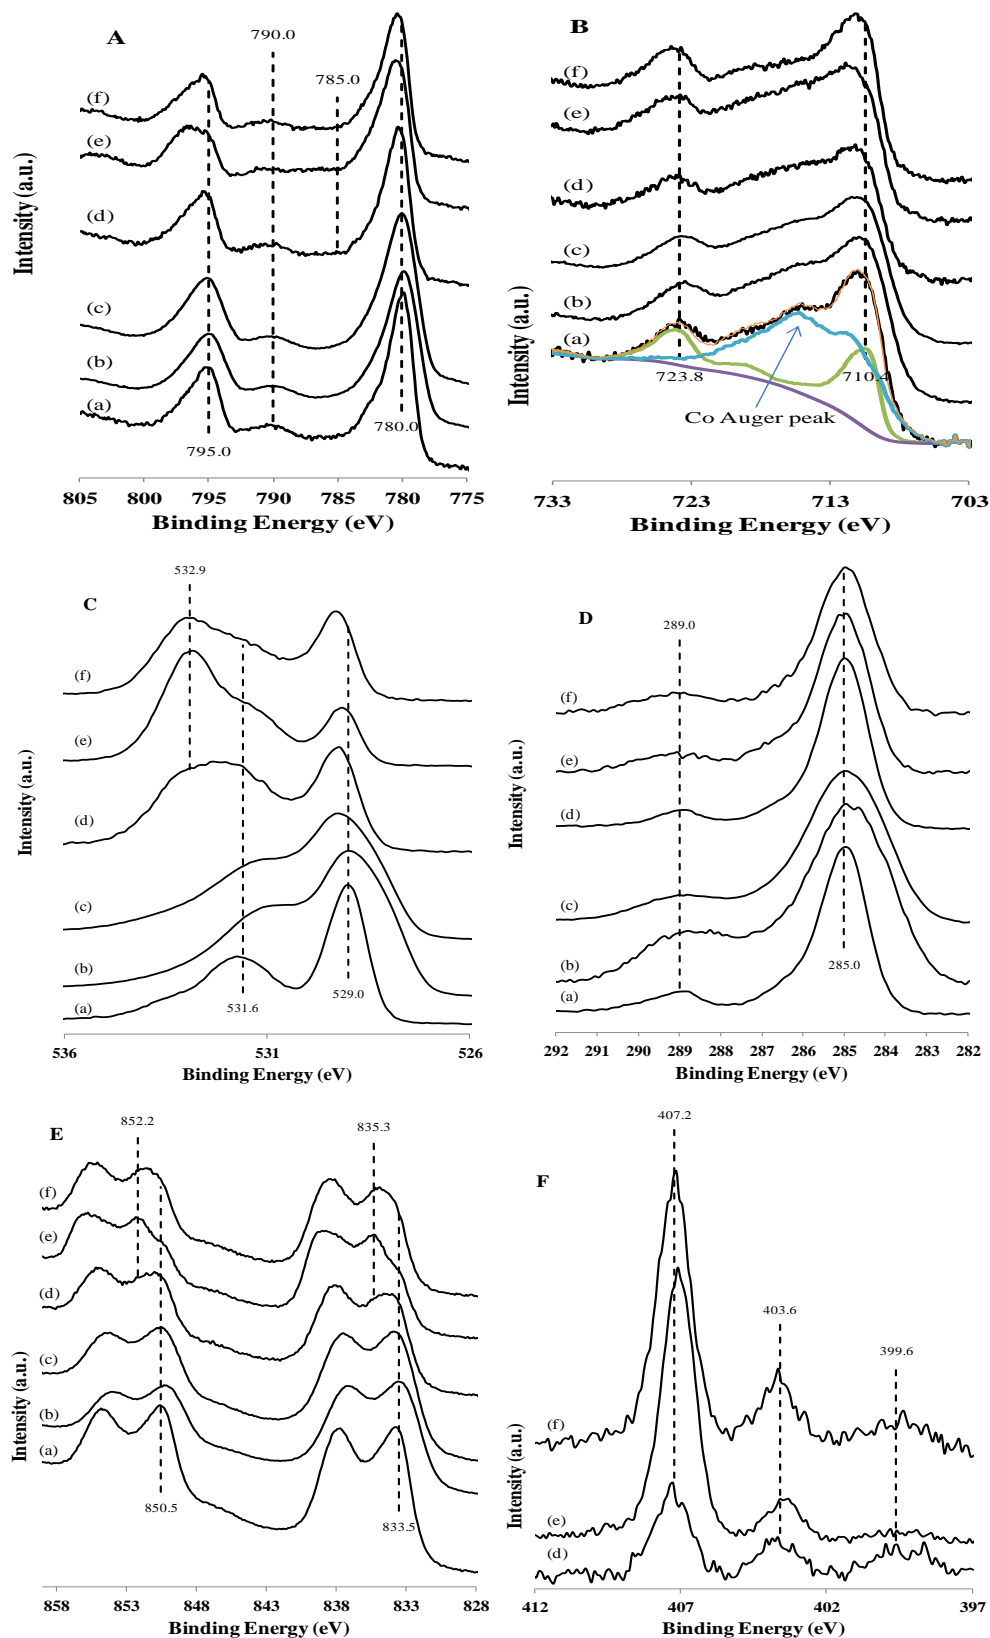 A
790.0
785.0
(f)
(e)
(d)
(c)
(b)
(a)
795.0
780.0
Intensity (a.u.)
805 800 795 790 785 780 775
Binding Energy (eV)
B
(f)
(e)
(d)
(c)
(b)
(a)
723.8
710.4
Co Auger peak
Intensity (a.u.)
733 723 713 703
Binding Energy (eV)
532.9
C
(f)
(e)
(d)
(c)
(b)
(a)
531.6
529.0
Intensity (a.u.)
536 531 526
Binding Energy (eV)
D
289.0
(f)
(e)
(d)
(c)
(b)
(a)
285.0
Intensity (a.u.)
292 291 290 289 288 287 286 285 284 283 282
Binding Energy (eV)
852.2
835.3
E
(f)
(e)
(d)
(c)
(b)
(a)
850.5
833.5
Intensity (a.u.)
858 853 848 843 838 833 828
Binding Energy (eV)
407.2
F
403.6
399.6
(f)
(e)
(d)
Intensity (a.u.)
412 407 402 397
Binding Energy (eV)